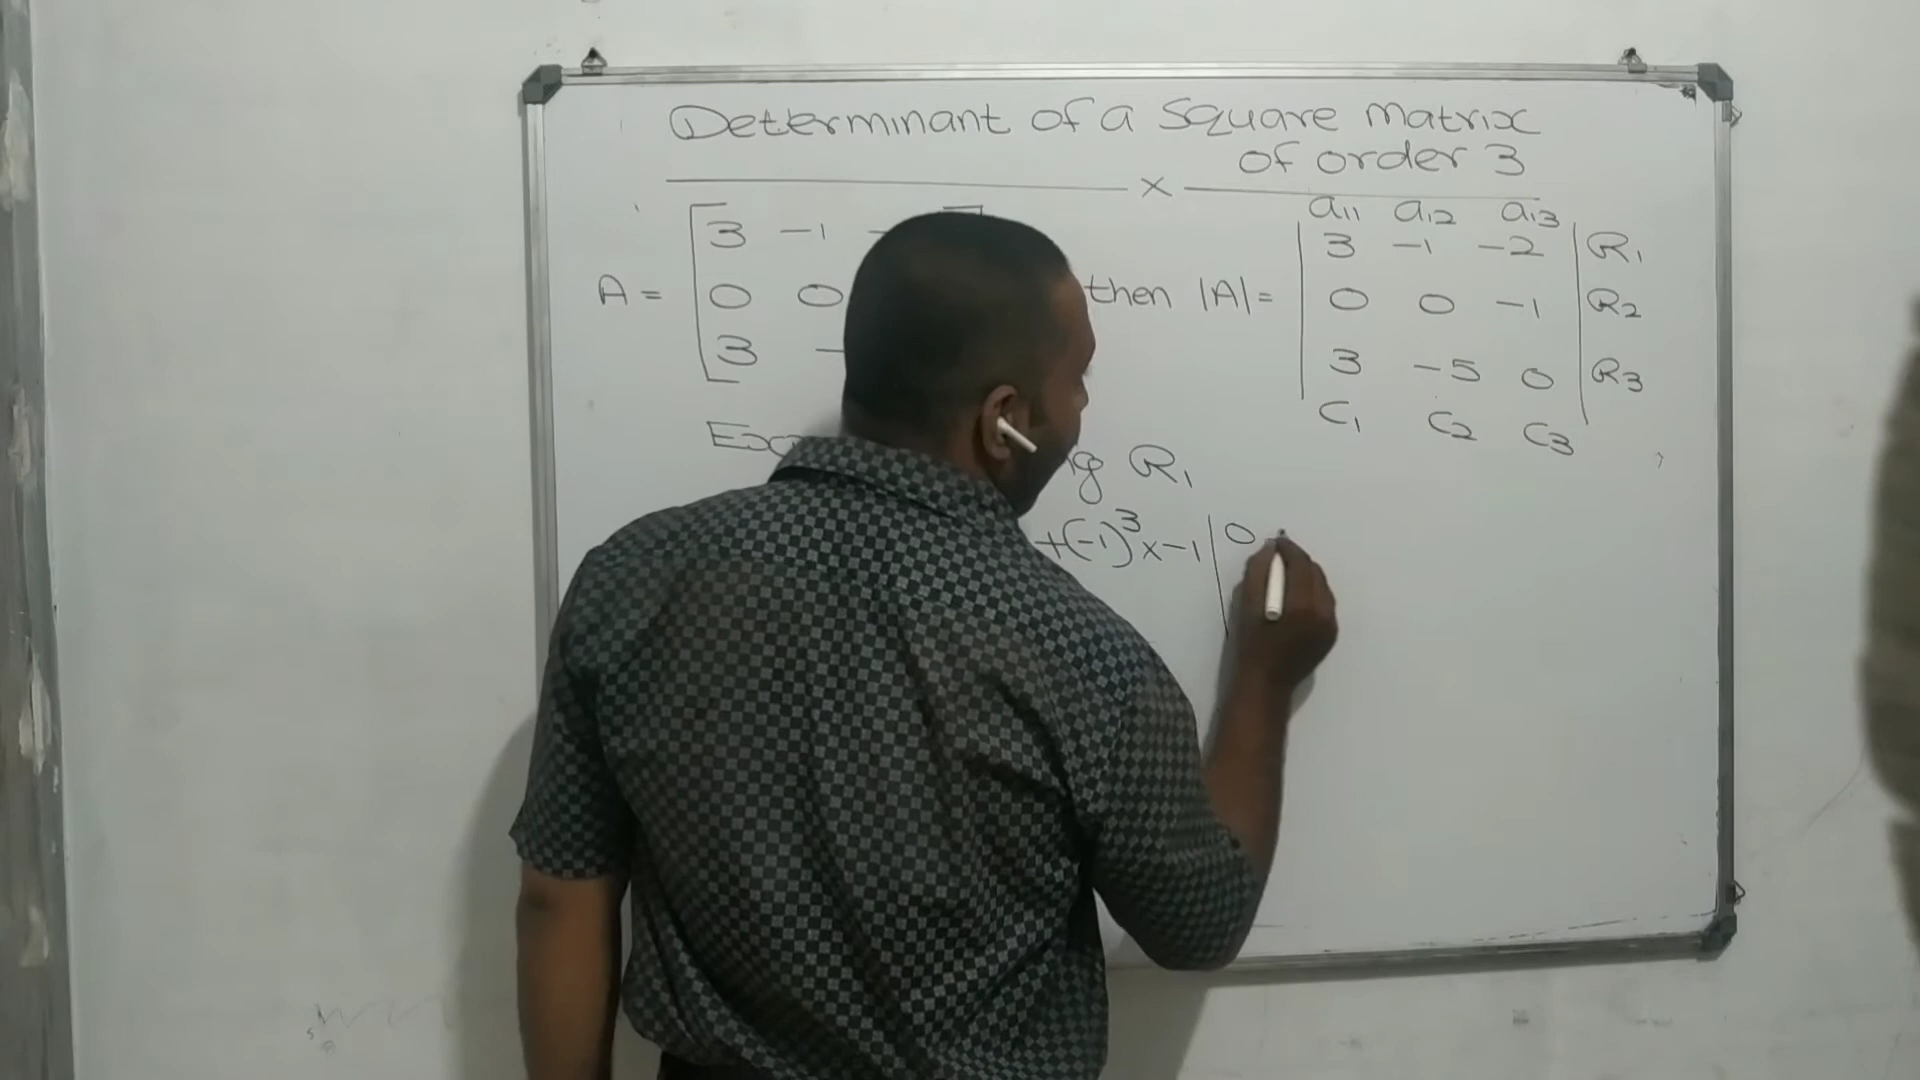 Determinant of a square matrix
of order 3
x
a11 a12 a13
3 -1
3 -1 -2 R1
A = 0 0 then |A|= 0 0 -1 R2
3 -
3 -5 0 R3
C1 C2 C3
R1
+(-1)^3 x -1 | 0